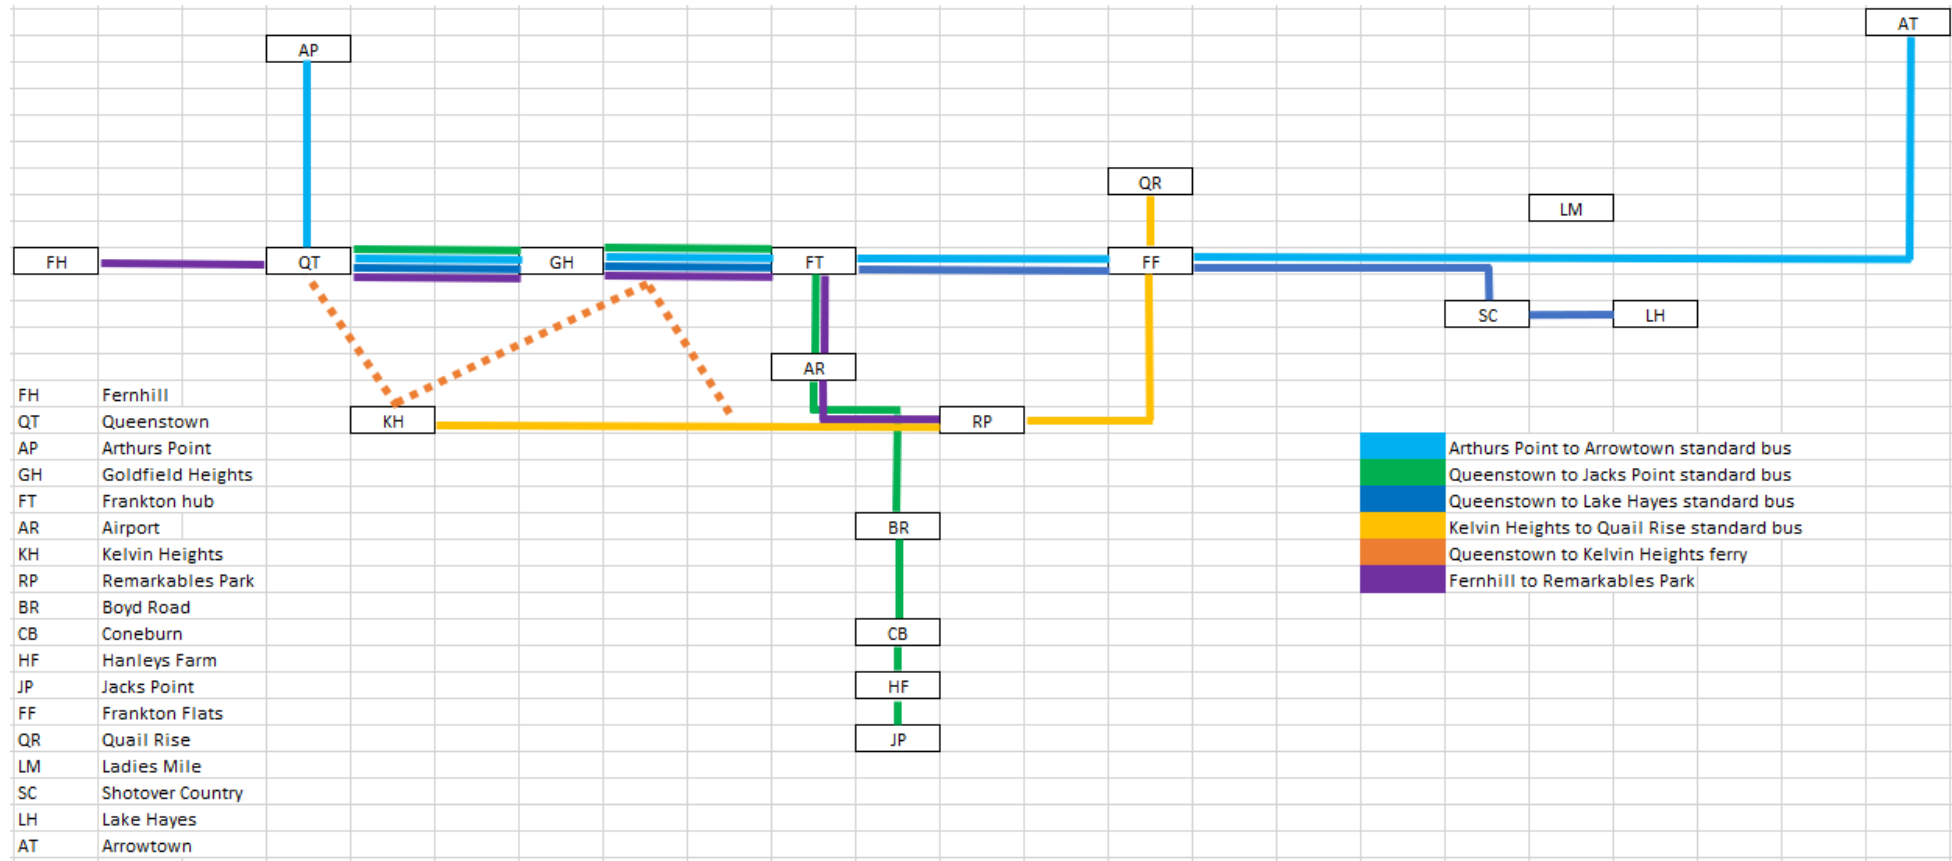 AT
AP
QR
LM
FH QT GH FT FF
SC LH
AR
FH Fernhill
QT Queenstown KH RP
AP Arthurs Point Arthurs Point to Arrowtown standard bus
GH Goldfield Heights Queenstown to Jacks Point standard bus
FT Frankton hub Queenstown to Lake Hayes standard bus
AR Airport BR Kelvin Heights to Quail Rise standard bus
KH Kelvin Heights Queenstown to Kelvin Heights ferry
RP Remarkables Park Fernhill to Remarkables Park
BR Boyd Road
CB Coneburn CB
HF Hanleys Farm
JP Jacks Point HF
FF Frankton Flats
QR Quail Rise JP
LM Ladies Mile
SC Shotover Country
LH Lake Hayes
AT Arrowtown